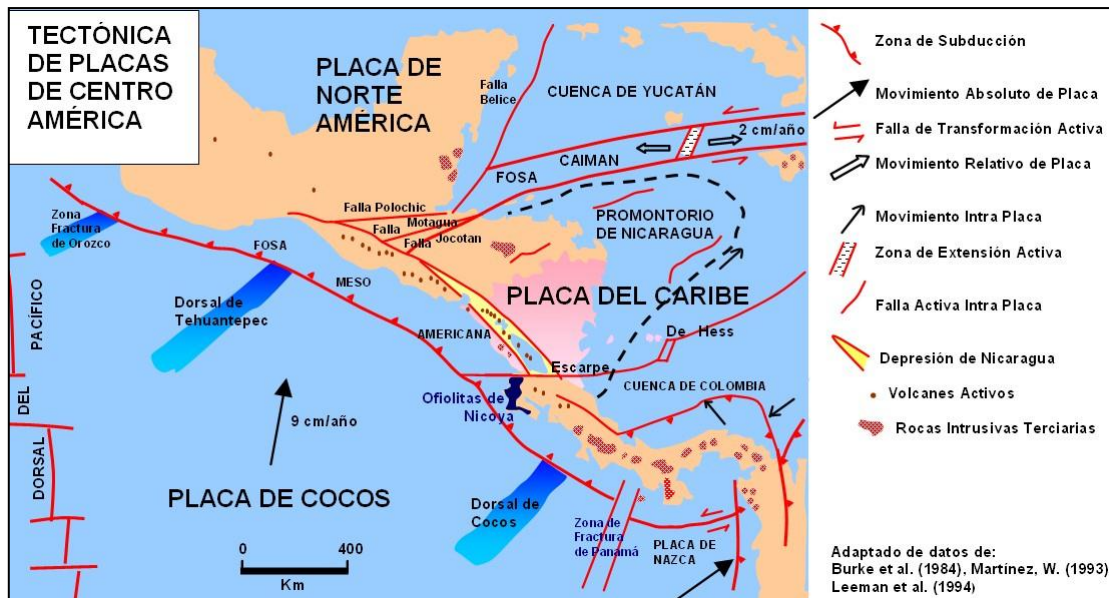 TECTÓNICA
DE PLACAS
DE CENTRO
AMÉRICA
PLACA DE
NORTE
AMÉRICA
Falla
Belice
CUENCA DE YUCATÁN
2 cm/año
CAIMAN
FOSA
Falla Polochic
Falla
Motagua
Falla
Jocotan
PROMONTORIO
DE NICARAGUA
Zona
Fractura
de Orozco
FOSA
MESO
AMERICANA
Dorsal de
Tehuantepec
PLACA DEL CARIBE
De Hess
Escarpe
CUENCA DE COLOMBIA
Ofiolitas de
Nicoya
DORSAL
DEL
PACÍFICO
9 cm/año
PLACA DE COCOS
Dorsal de
Cocos
Zona de
Fractura
de Panamá
PLACA DE
NAZCA
0
400
Km
Zona de Subducción
Movimiento Absoluto de Placa
Falla de Transformación Activa
Movimiento Relativo de Placa
Movimiento Intra Placa
Zona de Extensión Activa
Falla Activa Intra Placa
Depresión de Nicaragua
Volcanes Activos
Rocas Intrusivas Terciarias
Adaptado de datos de:
Burke et al. (1984), Martínez, W. (1993)
Leeman et al. (1994)